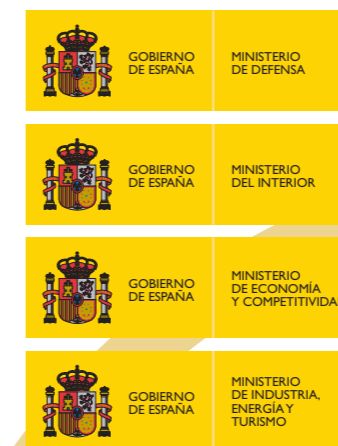 GOBIERNO
DE ESPAÑA
MINISTERIO
DE DEFENSA
GOBIERNO
DE ESPAÑA
MINISTERIO
DEL INTERIOR
GOBIERNO
DE ESPAÑA
MINISTERIO
DE ECONOMÍA
Y COMPETITIVIDA
GOBIERNO
DE ESPAÑA
MINISTERIO
DE INDUSTRIA,
ENERGÍA Y
TURISMO